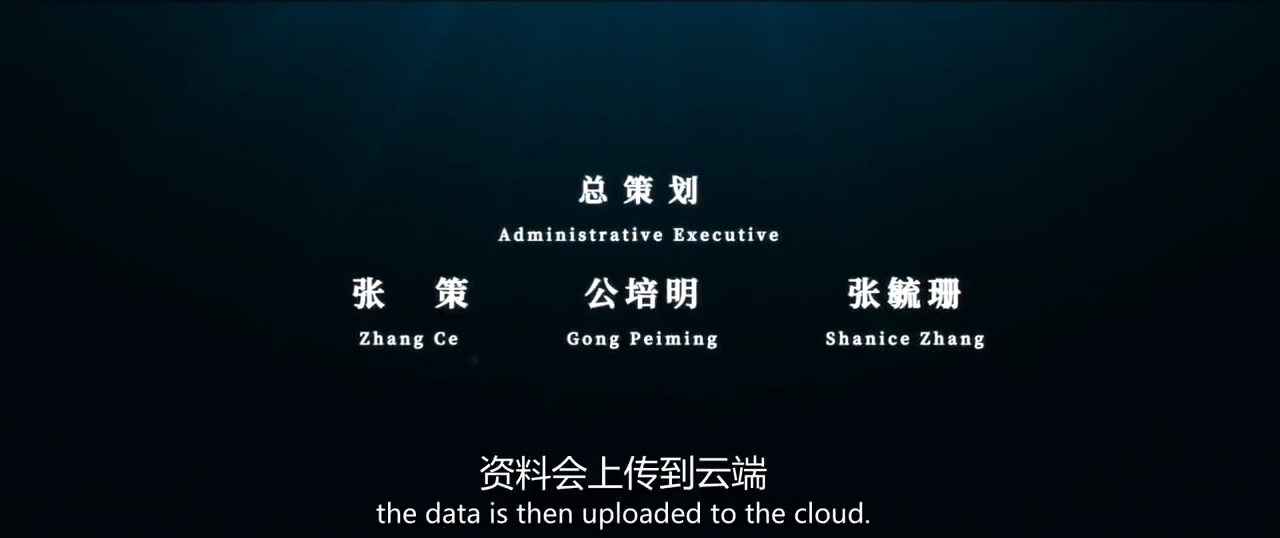 总策划
Administrative Executive
张策 公培明 张毓珊
Zhang Ce Gong Peiming Shanice Zhang
资料会上传到云端
the data is then uploaded to the cloud.